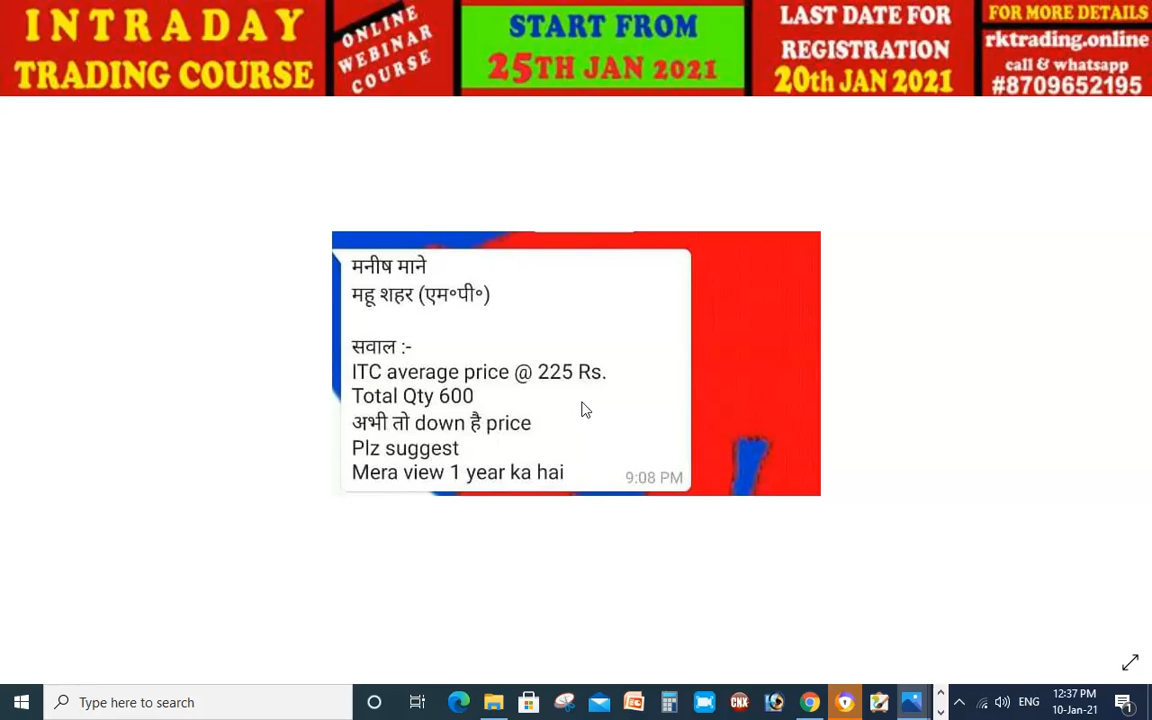 INTRADAY
TRADING COURSE
ONLINE
WEBINAR
COURSE
START FROM
25TH JAN 2021
LAST DATE FOR
REGISTRATION
20th JAN 2021
FOR MORE DETAILS
rktrading.online
call & whatsapp
#8709652195
मनीष माने
महू शहर (एम॰पी॰)
सवाल :-
ITC average price @ 225 Rs.
Total Qty 600
अभी तो down है price
Plz suggest
Mera view 1 year ka hai
9:08 PM
Type here to search
CNX
ENG
12:37 PM
10-Jan-21
1